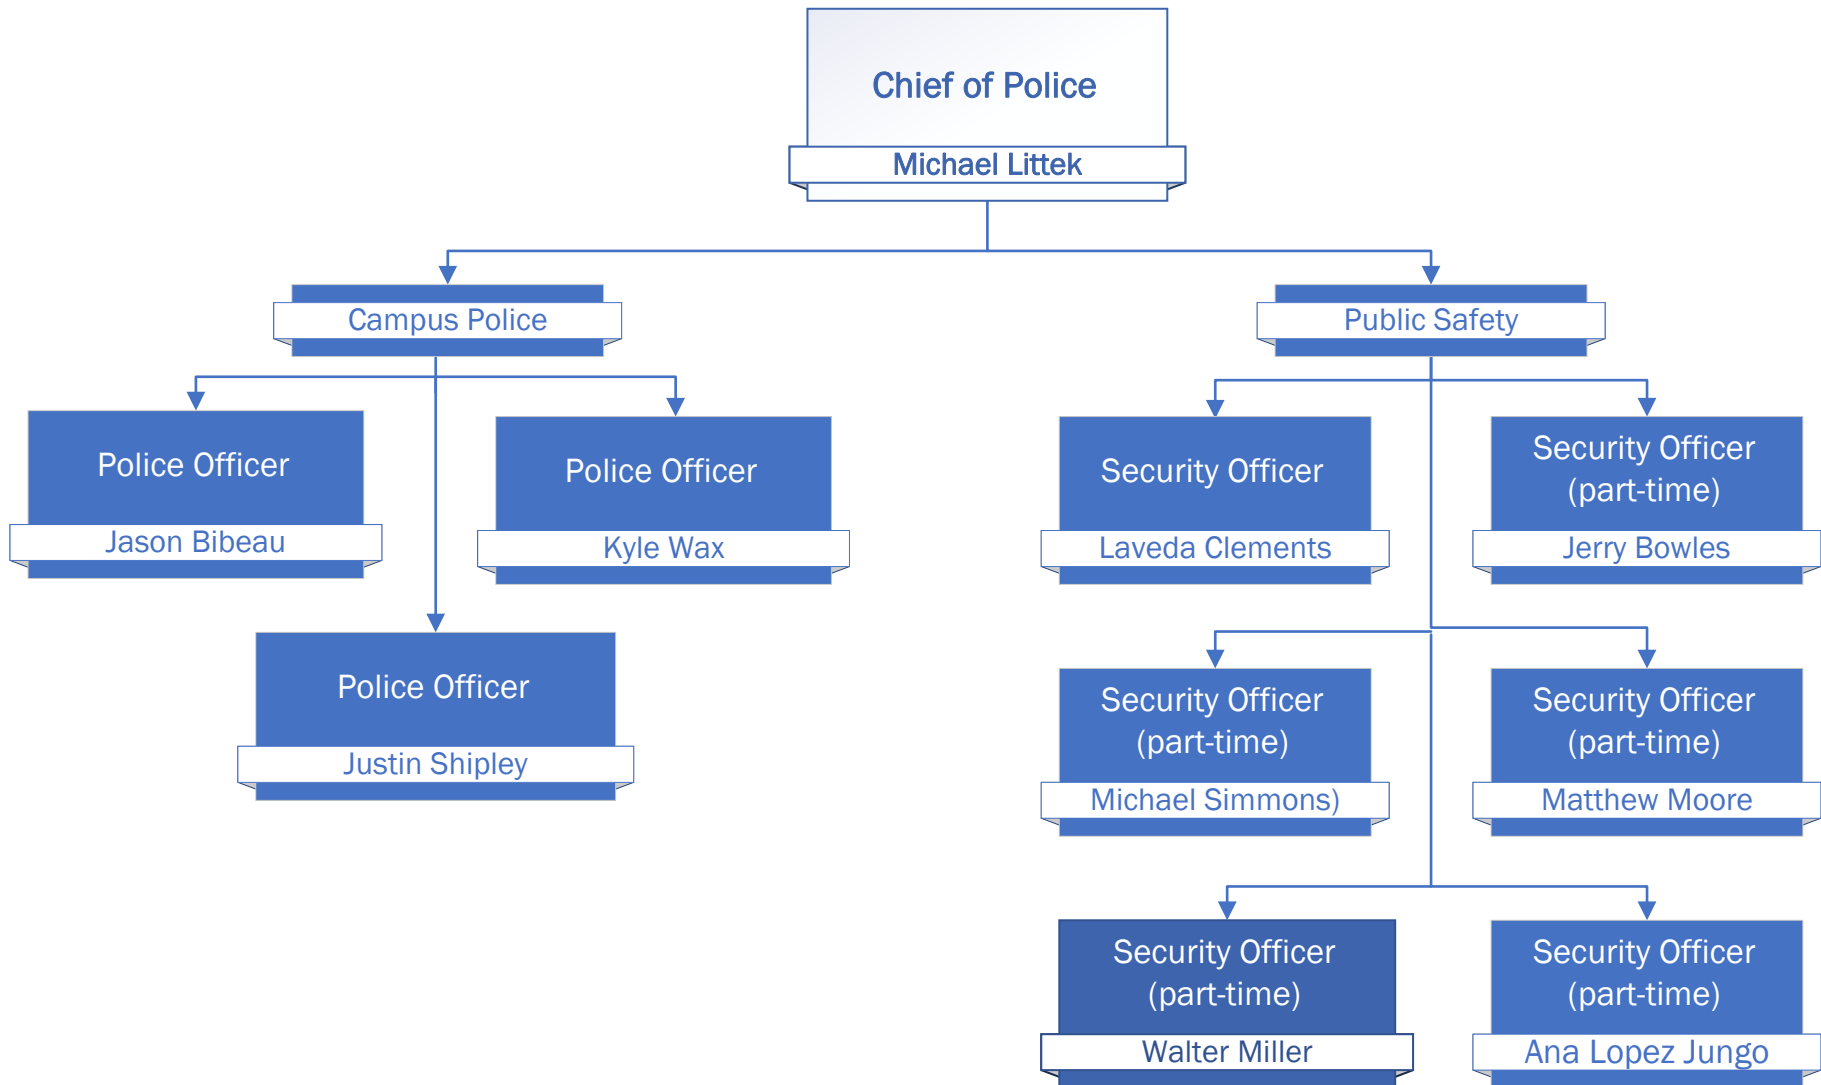 Chief of Police
Michael Littek
Campus Police
Public Safety
Police Officer
Jason Bibeau
Police Officer
Kyle Wax
Police Officer
Justin Shipley
Security Officer
Laveda Clements
Security Officer
(part-time)
Jerry Bowles
Security Officer
(part-time)
Michael Simmons)
Security Officer
(part-time)
Matthew Moore
Security Officer
(part-time)
Walter Miller
Security Officer
(part-time)
Ana Lopez Jungo